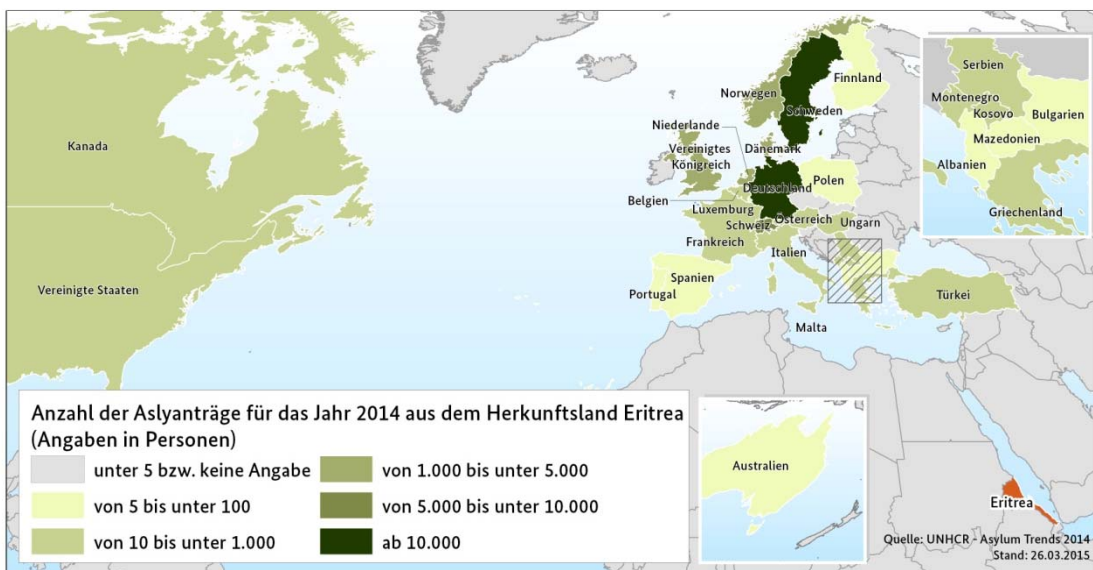 Kanada
Vereinigte Staaten
Norwegen
Finnland
Schweden
Niederlande
Vereinigtes
Königreich
Dänemark
Deutschland
Polen
Belgien
Luxemburg
Schweiz
Österreich
Ungarn
Frankreich
Italien
Spanien
Portugal
Türkei
Malta
Serbien
Montenegro
Kosovo
Bulgarien
Mazedonien
Albanien
Griechenland
Anzahl der Aslyanträge für das Jahr 2014 aus dem Herkunftsland Eritrea
(Angaben in Personen)
unter 5 bzw. keine Angabe
von 5 bis unter 100
von 10 bis unter 1.000
von 1.000 bis unter 5.000
von 5.000 bis unter 10.000
ab 10.000
Australien
Eritrea
Quelle: UNHCR - Asylum Trends 2014
Stand: 26.03.2015